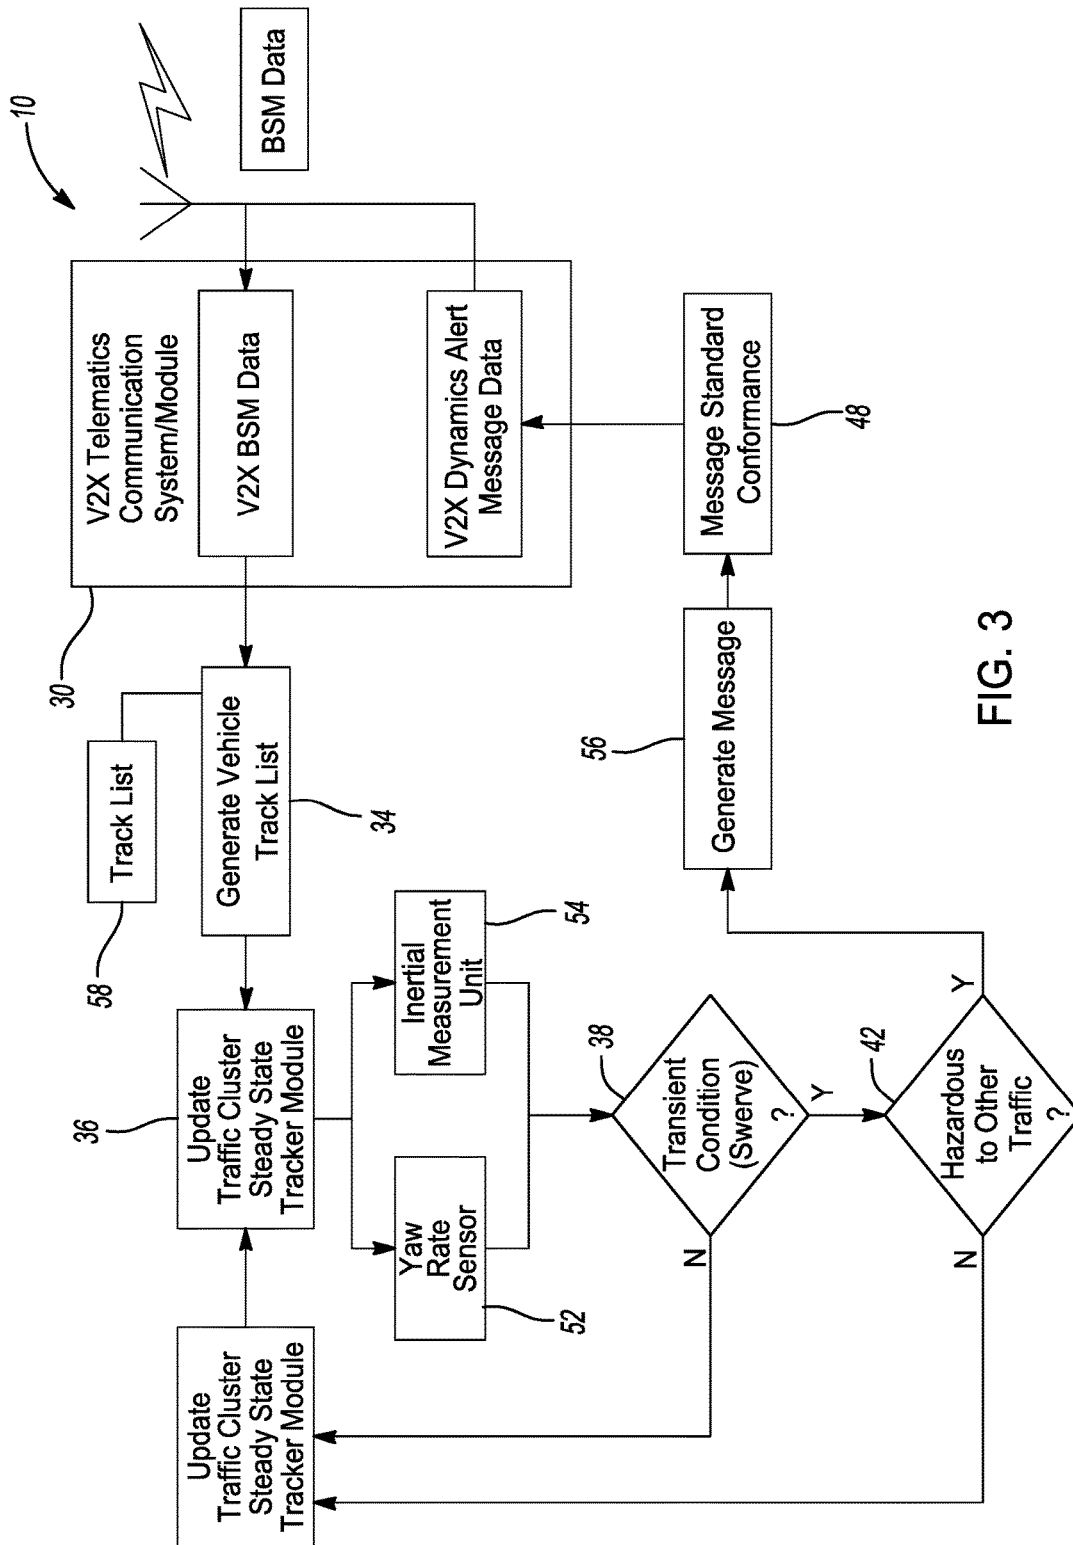 10
BSM Data
V2X Telematics
Communication
System/Module
V2X BSM Data
V2X Dynamics Alert
Message Data
30
Track List
58
Generate Vehicle
Track List
34
Update
Traffic Cluster
Steady State
Tracker Module
36
Update
Traffic Cluster
Steady State
Tracker Module
Yaw
Rate
Sensor
52
Inertial
Measurement
Unit
54
Transient
Condition
(Swerve)
?
38
N
Y
Hazardous
to Other
Traffic
?
42
N
Y
Generate Message
56
Message Standard
Conformance
48
FIG. 3